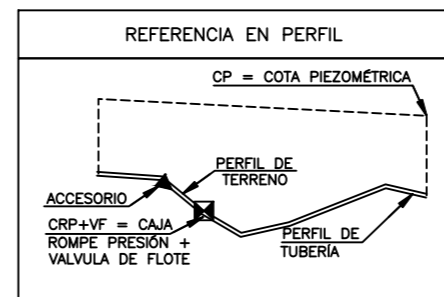 REFERENCIA EN PERFIL
CP = COTA PIEZOMÉTRICA
PERFIL DE
TERRENO
ACCESORIO
CRP+VF = CAJA
ROMPE PRESIÓN +
VALVULA DE FLOTE
PERFIL DE
TUBERÍA